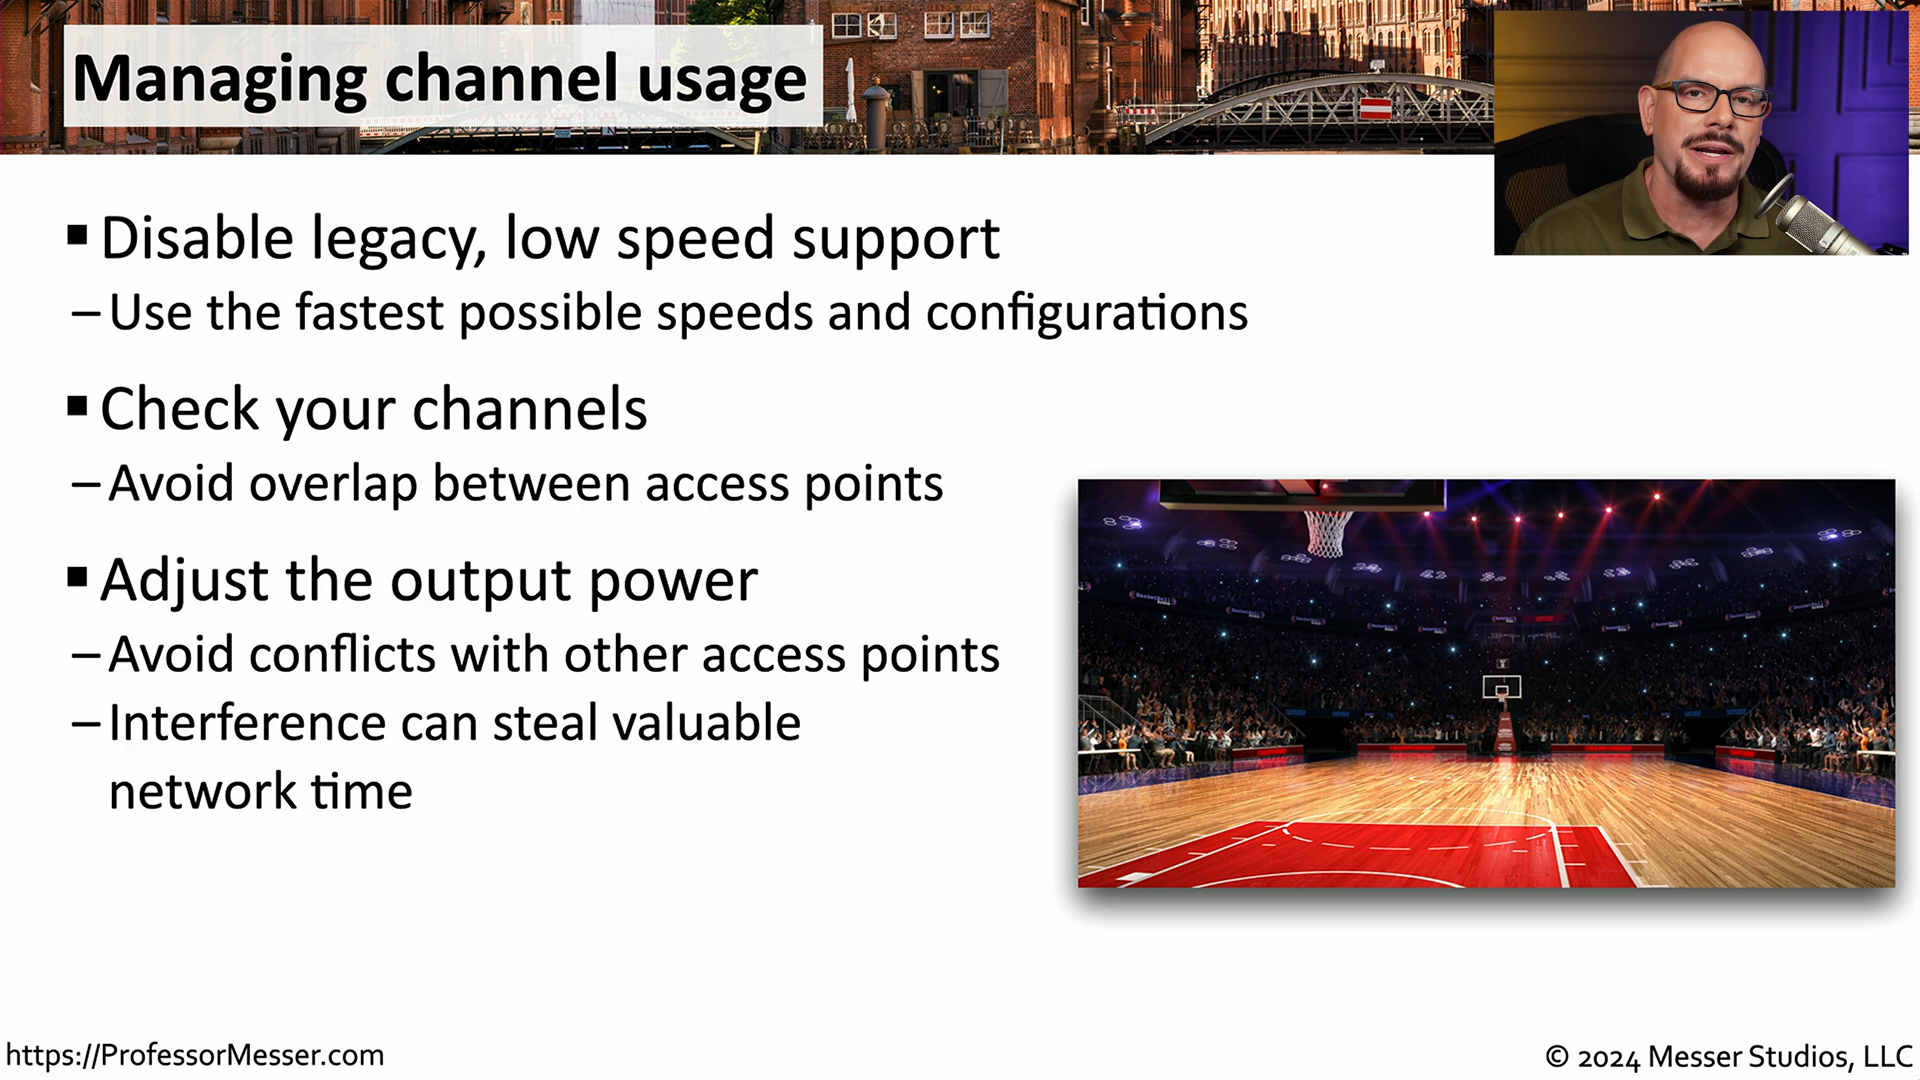 Managing channel usage
▪ Disable legacy, low speed support
– Use the fastest possible speeds and configurations
▪ Check your channels
– Avoid overlap between access points
▪ Adjust the output power
– Avoid conflicts with other access points
– Interference can steal valuable
network time
https://ProfessorMesser.com
© 2024 Messer Studios, LLC